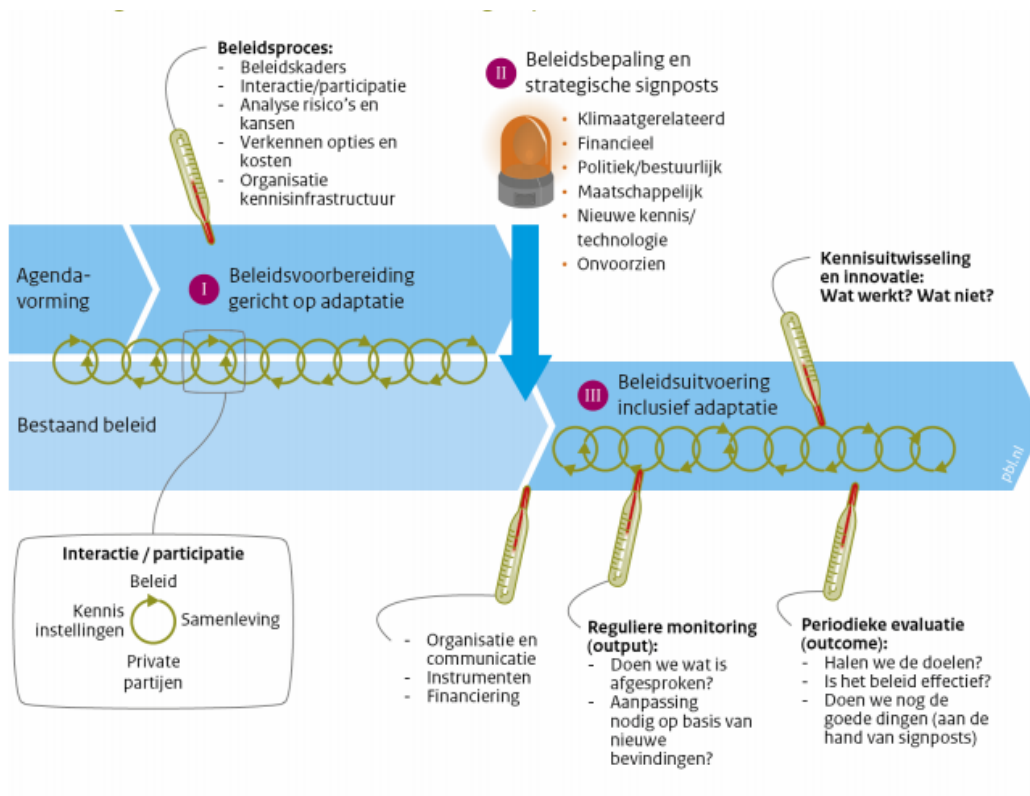 Beleidsproces:
- Beleidskaders
- Interactie/participatie
- Analyse risico's en
kansen
- Verkennen opties en
kosten
- Organisatie
kennisinfrastructuur
II
Beleidsbepaling en
strategische signposts
• Klimaatgerelateerd
• Financieel
• Politiek/bestuurlijk
• Maatschappelijk
• Nieuwe kennis/
technologie
• Onvoorzien
Agenda-
vorming
I
Beleidsvoorbereiding
gericht op adaptatie
Kennisuitwisseling
en innovatie:
Wat werkt? Wat niet?
Bestaand beleid
III
Beleidsuitvoering
inclusief adaptatie
pbl.nl
Interactie / participatie
Beleid
Kennis
instellingen
Samenleving
Private
partijen
- Organisatie en
communicatie
- Instrumenten
- Financiering
Reguliere monitoring
(output):
- Doen we wat is
afgesproken?
- Aanpassing
nodig op basis van
nieuwe
bevindingen?
Periodieke evaluatie
(outcome):
- Halen we de doelen?
- Is het beleid effectief?
- Doen we nog de
goede dingen (aan de
hand van signposts)